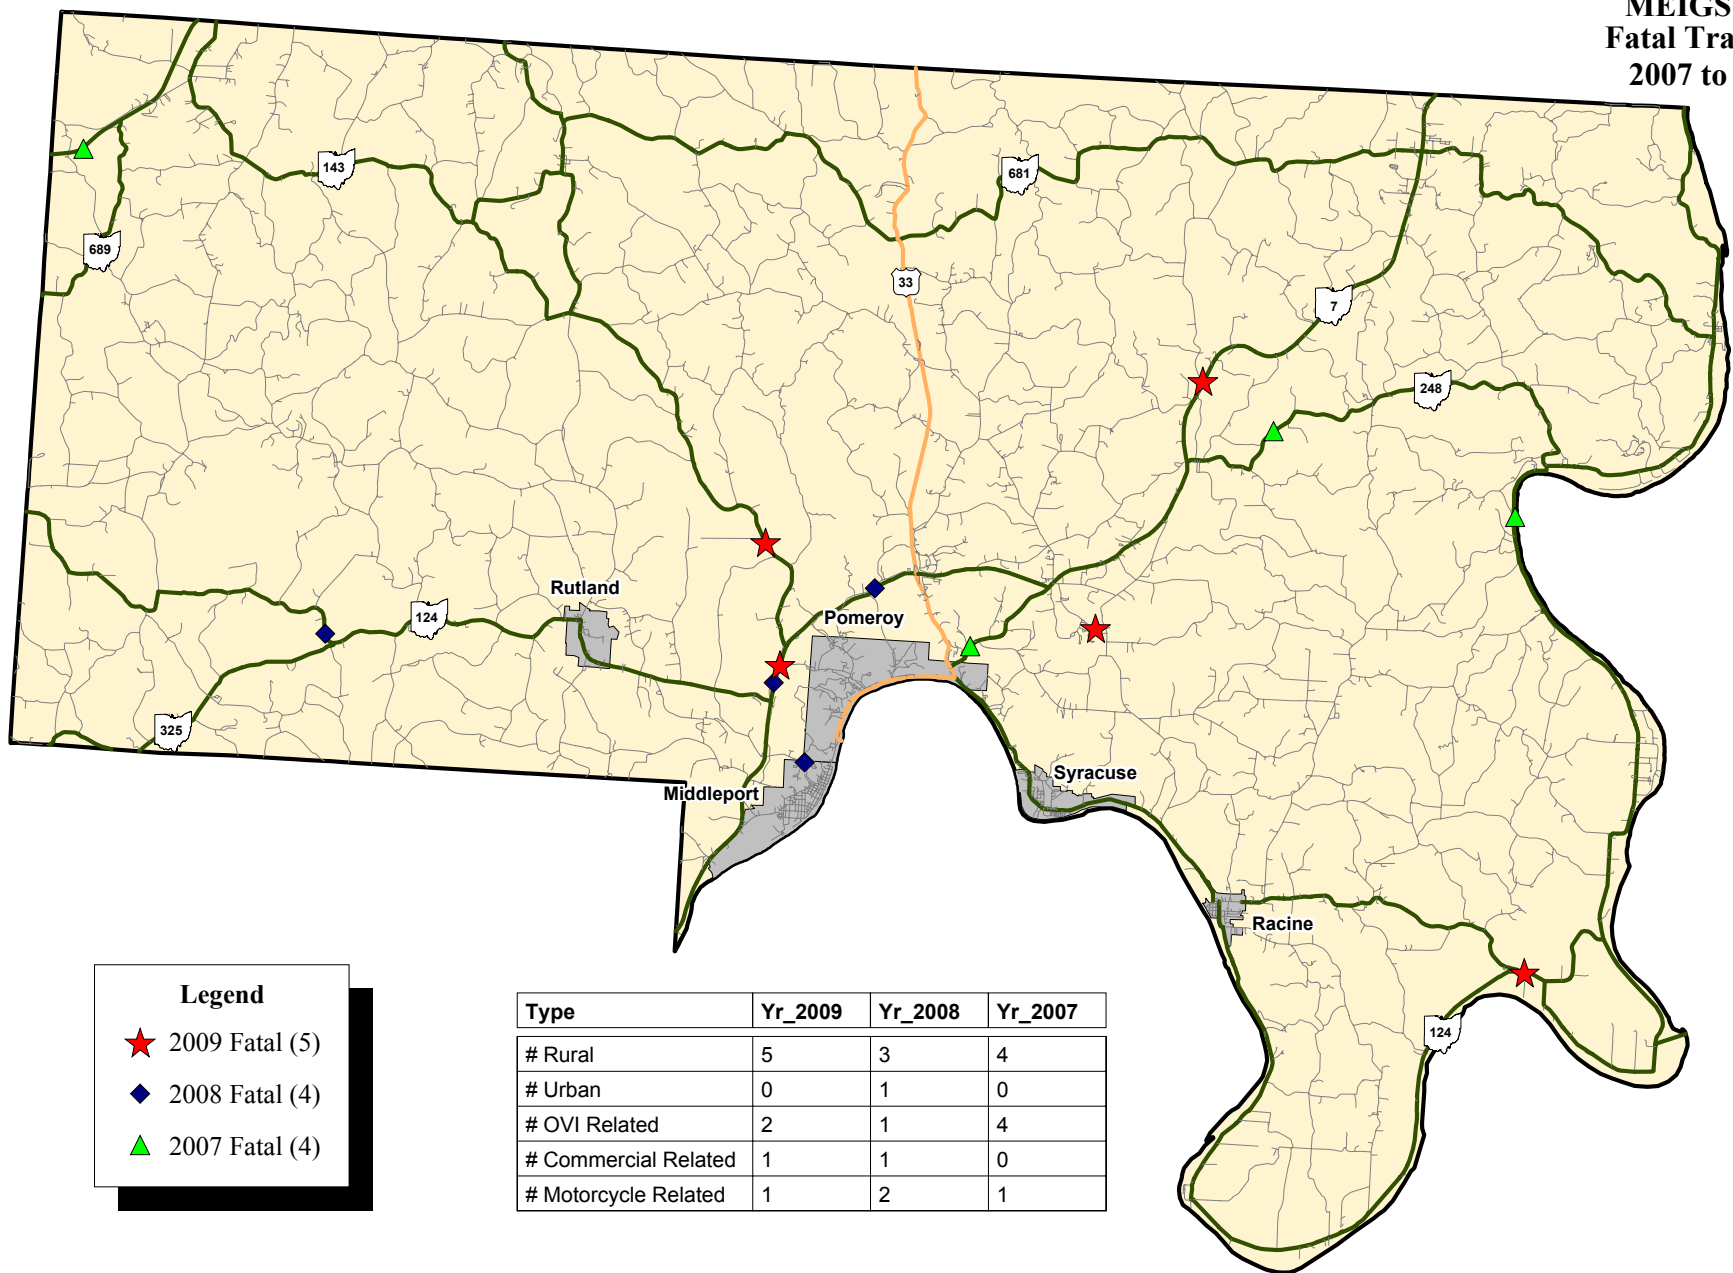 MEIGS
Fatal Tra
2007 to
143
681
689
33
7
248
Rutland
124
Pomeroy
325
Middleport
Syracuse
Racine
124
Legend
2009 Fatal (5)
2008 Fatal (4)
2007 Fatal (4)
Type Yr_2009 Yr_2008 Yr_2007
# Rural 5 3 4
# Urban 0 1 0
# OVI Related 2 1 4
# Commercial Related 1 1 0
# Motorcycle Related 1 2 1